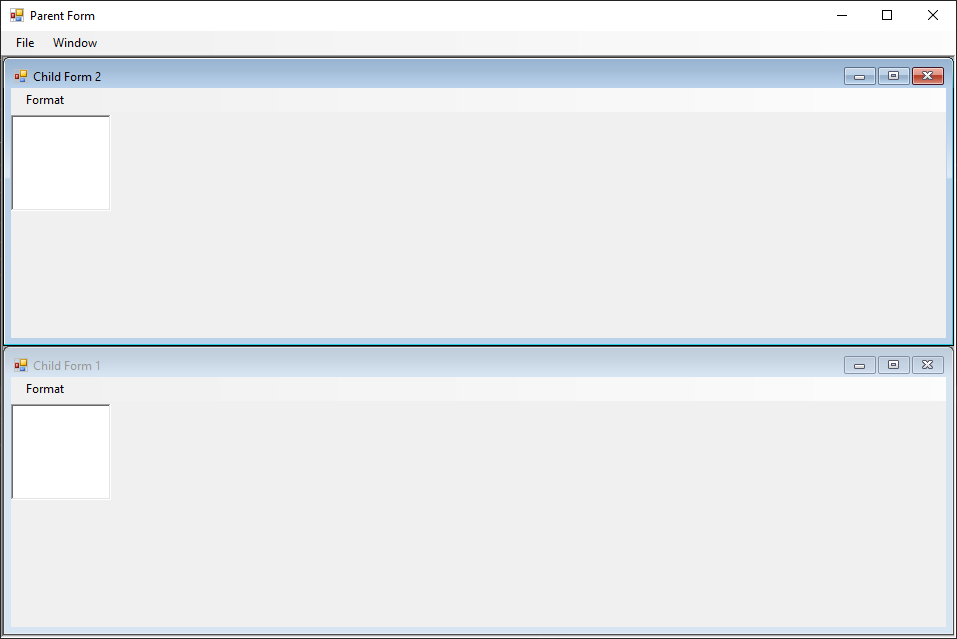 Parent Form
File Window
Child Form 2
Format
Child Form 1
Format